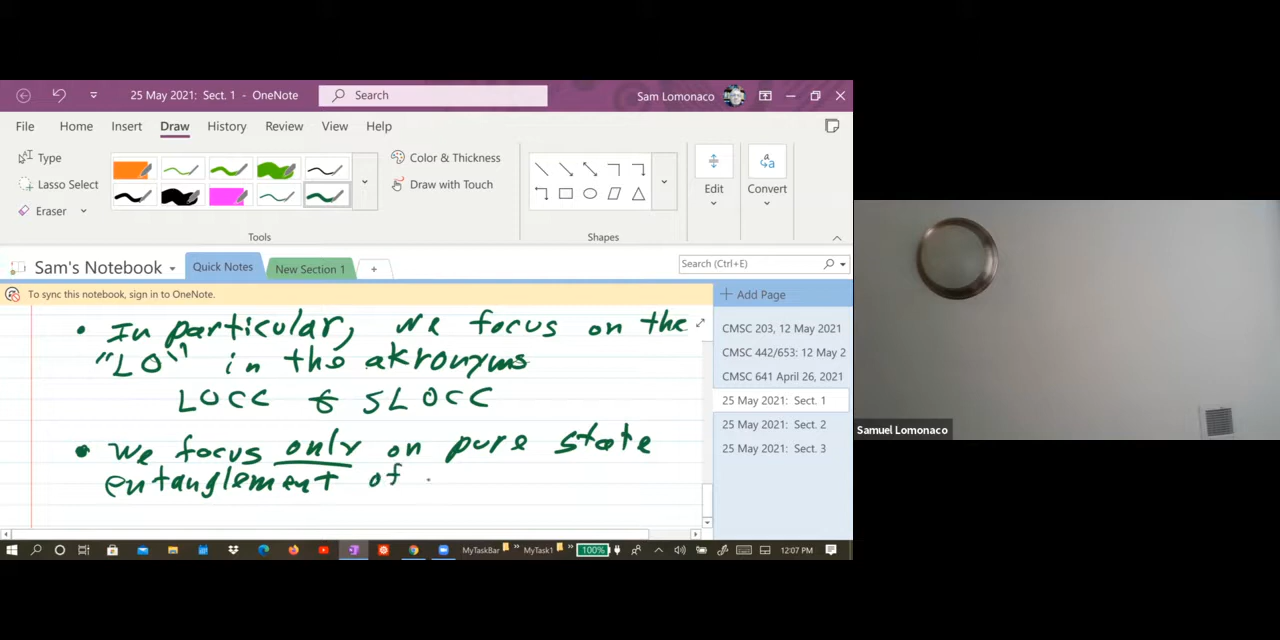 25 May 2021: Sect. 1 - OneNote
Search
Sam Lomonaco
File Home Insert Draw History Review View Help
Type
Lasso Select
Eraser
Color & Thickness
Draw with Touch
Edit
Convert
Tools
Shapes
Sam's Notebook
Quick Notes
New Section 1
+
Search (Ctrl+E)
To sync this notebook, sign in to OneNote.
Add Page
CMSC 203, 12 May 2021
CMSC 442/653: 12 May 2
CMSC 641 April 26, 2021
25 May 2021: Sect. 1
25 May 2021: Sect. 2
25 May 2021: Sect. 3
• In particular, we focus on the
"LO" in the akronyms
LOCC & SLOCC
• We focus only on pure state
entanglement of
Samuel Lomonaco
MyTaskBar
MyTask1
100%
12:07 PM